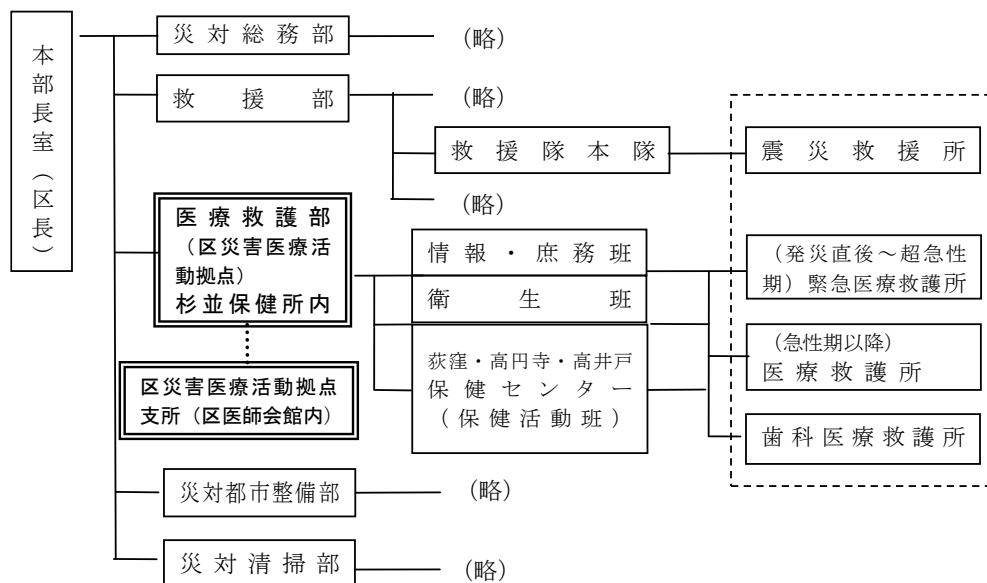 本部長室（区長）
災対総務部
（略）
救援部
（略）
救援隊本隊
震災救援所
（略）
医療救護部
（区災害医療活
動拠点）
杉並保健所内
情報・庶務班
衛生班
荻窪・高円寺・高井戸
保健センター
（保健活動班）
（発災直後～超急性
期）緊急医療救護所
（急性期以降）
医療救護所
歯科医療救護所
区災害医療活動拠点
支所（区医師会館内）
災対都市整備部
（略）
災対清掃部
（略）